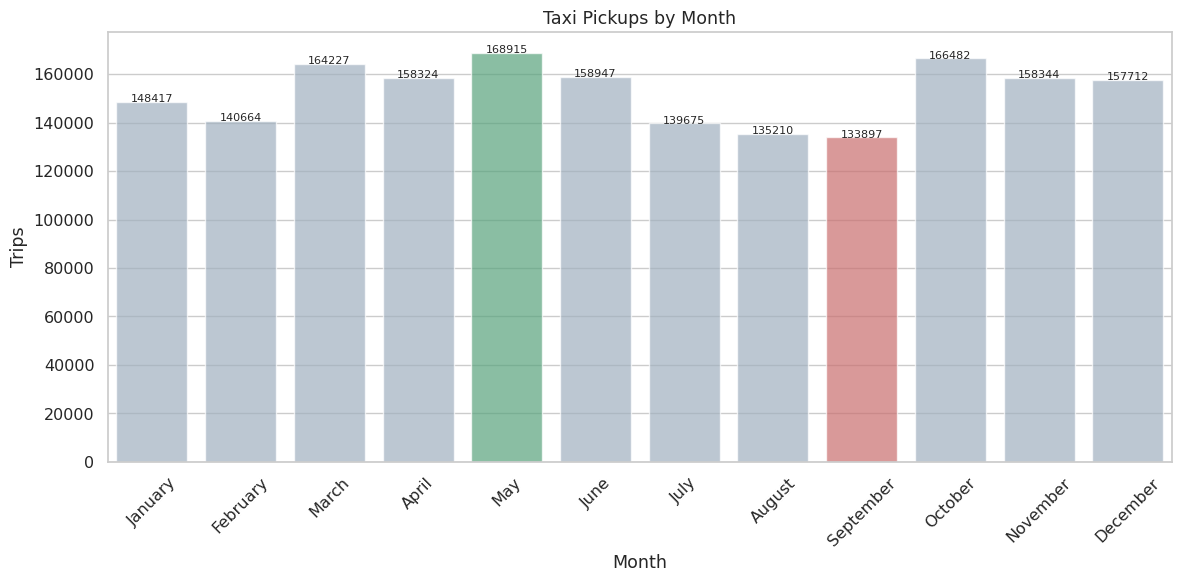 Taxi Pickups by Month
Trips
160000
140000
120000
100000
80000
60000
40000
20000
0
148417
140664
164227
158324
168915
158947
139675
135210
133897
166482
158344
157712
January
February
March
April
May
June
July
August
September
October
November
December
Month